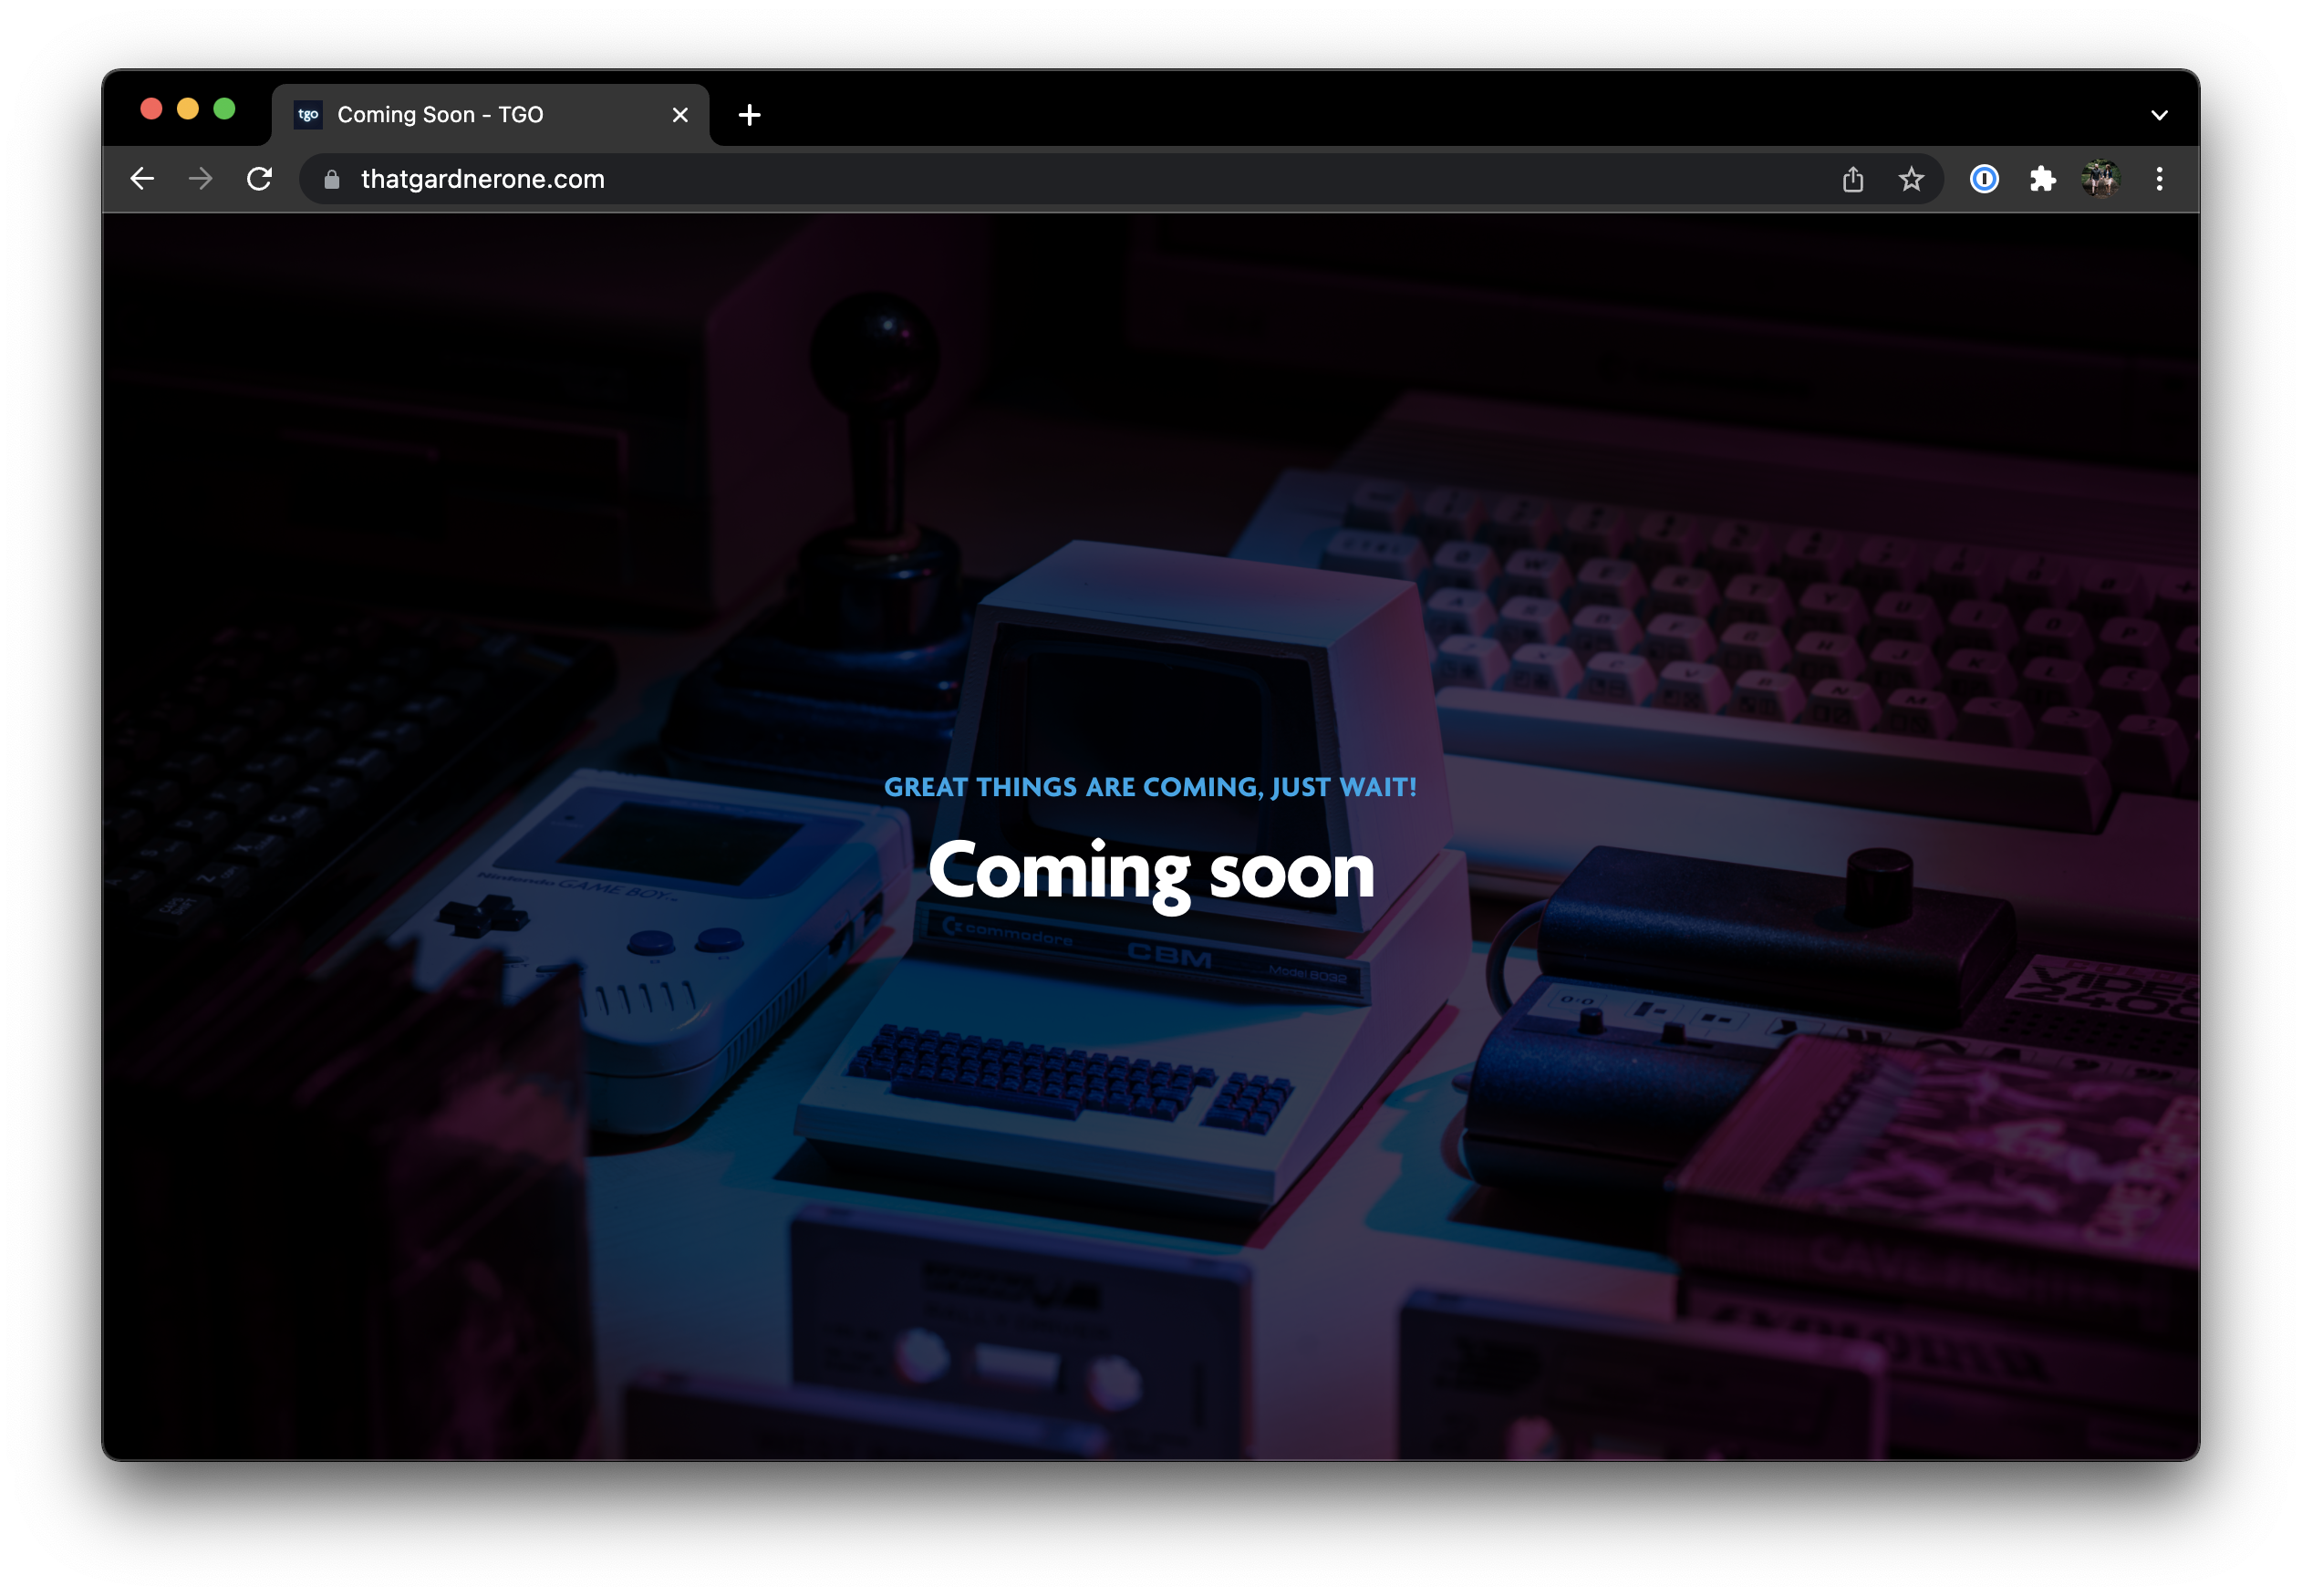 tgo Coming Soon - TGO
thatgardnerone.com
GREAT THINGS ARE COMING, JUST WAIT!
Coming soon
Nintendo GAME BOY
commodore CBM Model 8032
VIDEO
2400